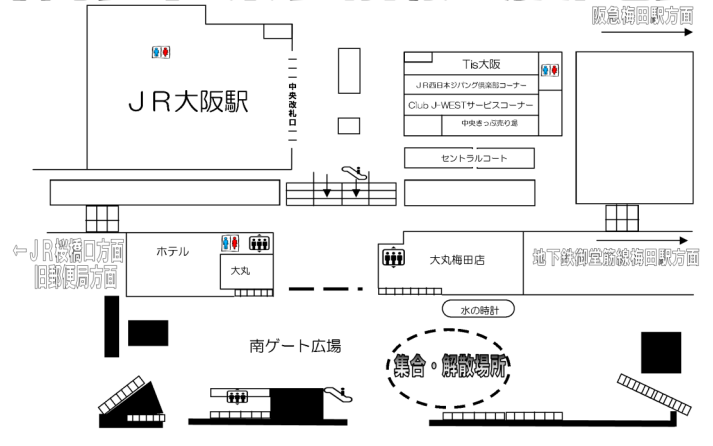 阪急梅田駅方面
Tis大阪
JR西日本ジパング倶楽部コーナー
Club J-WESTサービスコーナー
中央きっぷ売り場
JR大阪駅
中央改札口
セントラルコート
←JR桜橋口方面
旧郵便局方面
ホテル
大丸
大丸梅田店
地下鉄御堂筋線梅田駅方面
水の時計
南ゲート広場
集合・解散場所